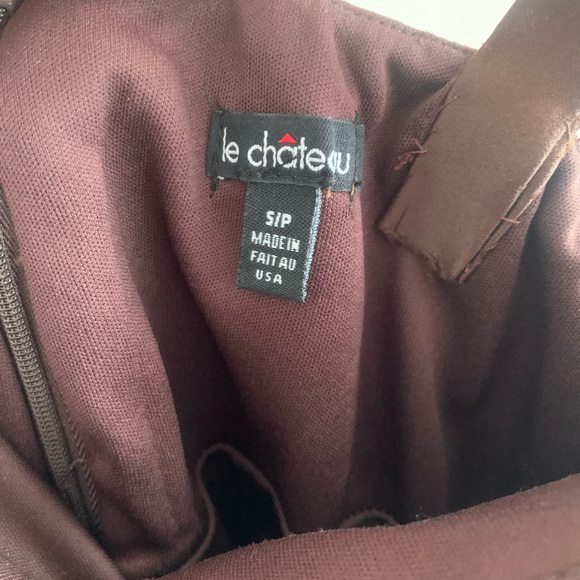 le château
S/P
MADE IN
FAIT AU
USA